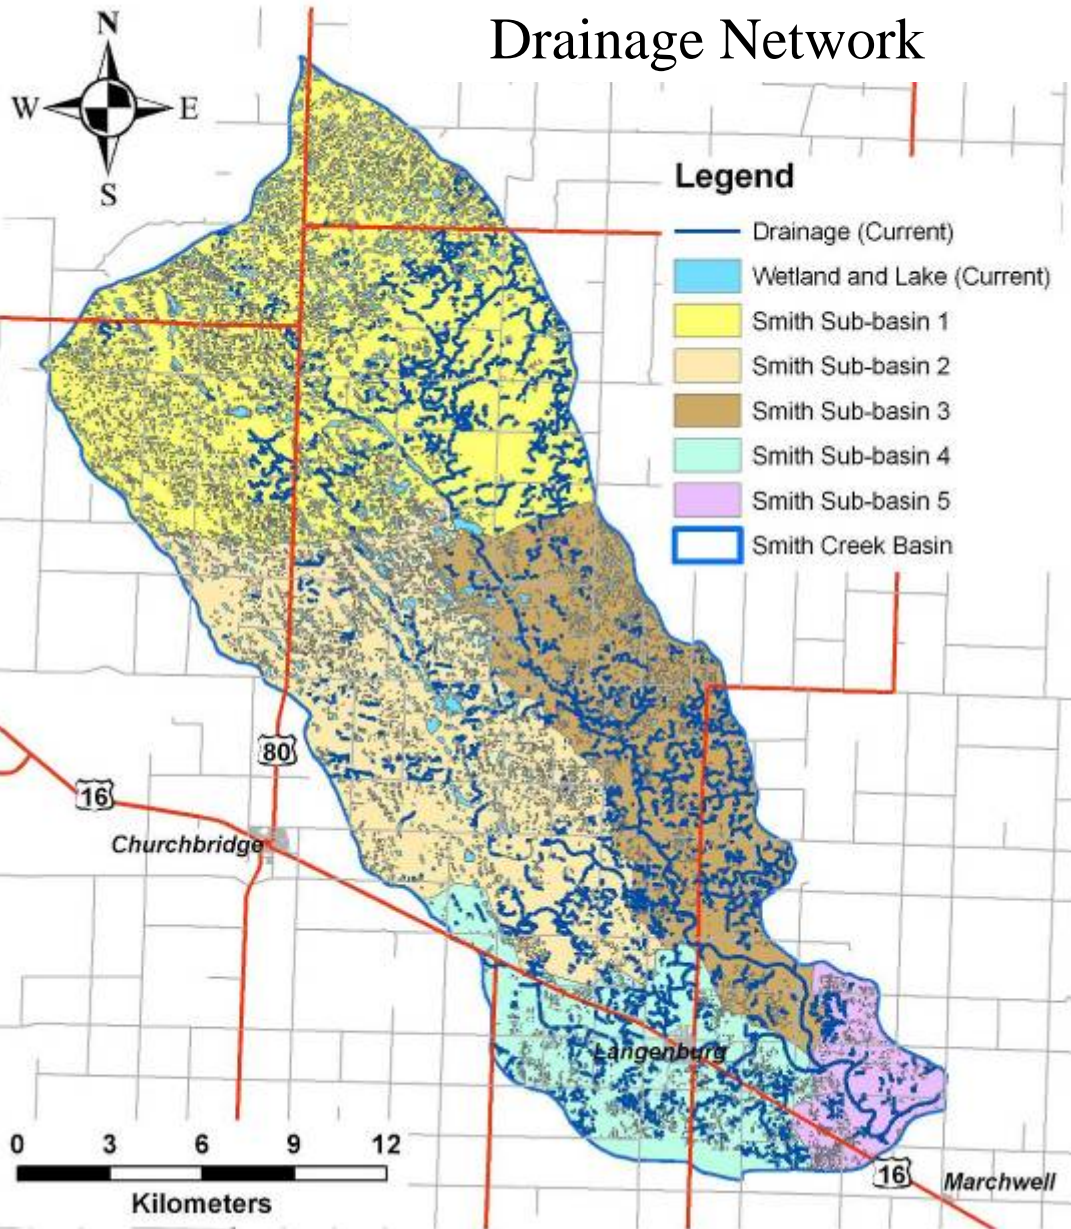 Drainage Network
N
W E
S
Legend
Drainage (Current)
Wetland and Lake (Current)
Smith Sub-basin 1
Smith Sub-basin 2
Smith Sub-basin 3
Smith Sub-basin 4
Smith Sub-basin 5
Smith Creek Basin
80
16
Churchbridge
Langenburg
0 3 6 9 12
Kilometers
16
Marchwell